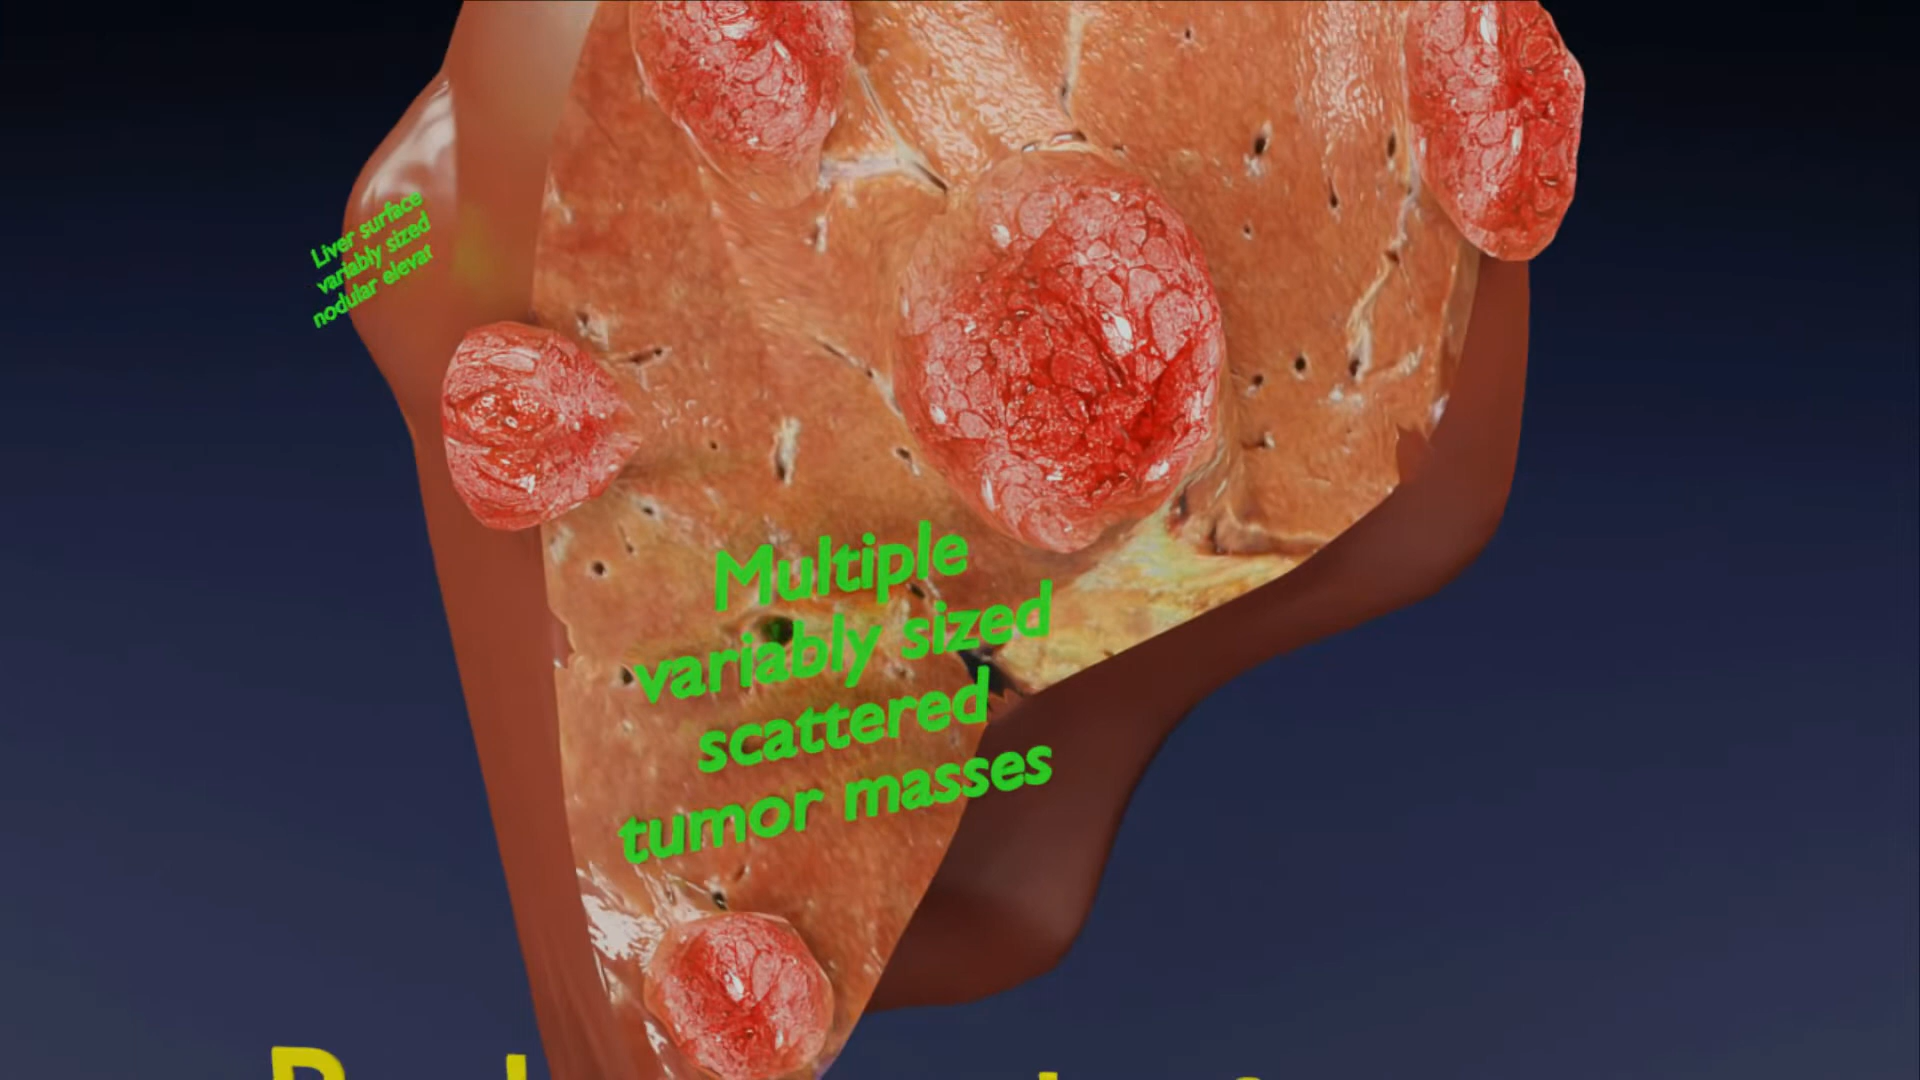 Liver surface
variably sized
nodular elevat
Multiple
variably sized
scattered
tumor masses